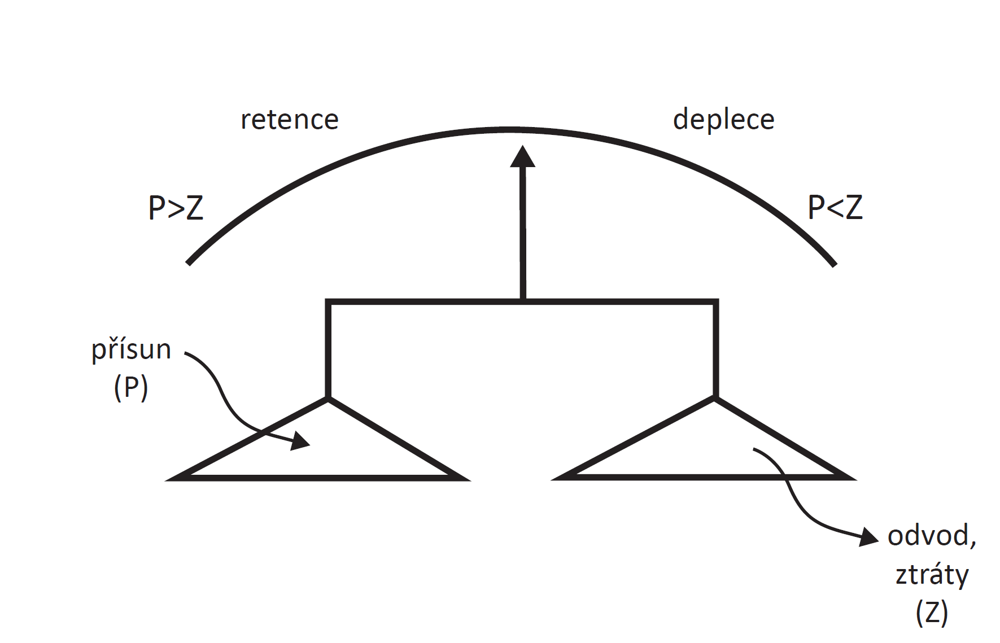 retence
deplece
P>Z
P<Z
přísun
(P)
odvod,
ztráty
(Z)